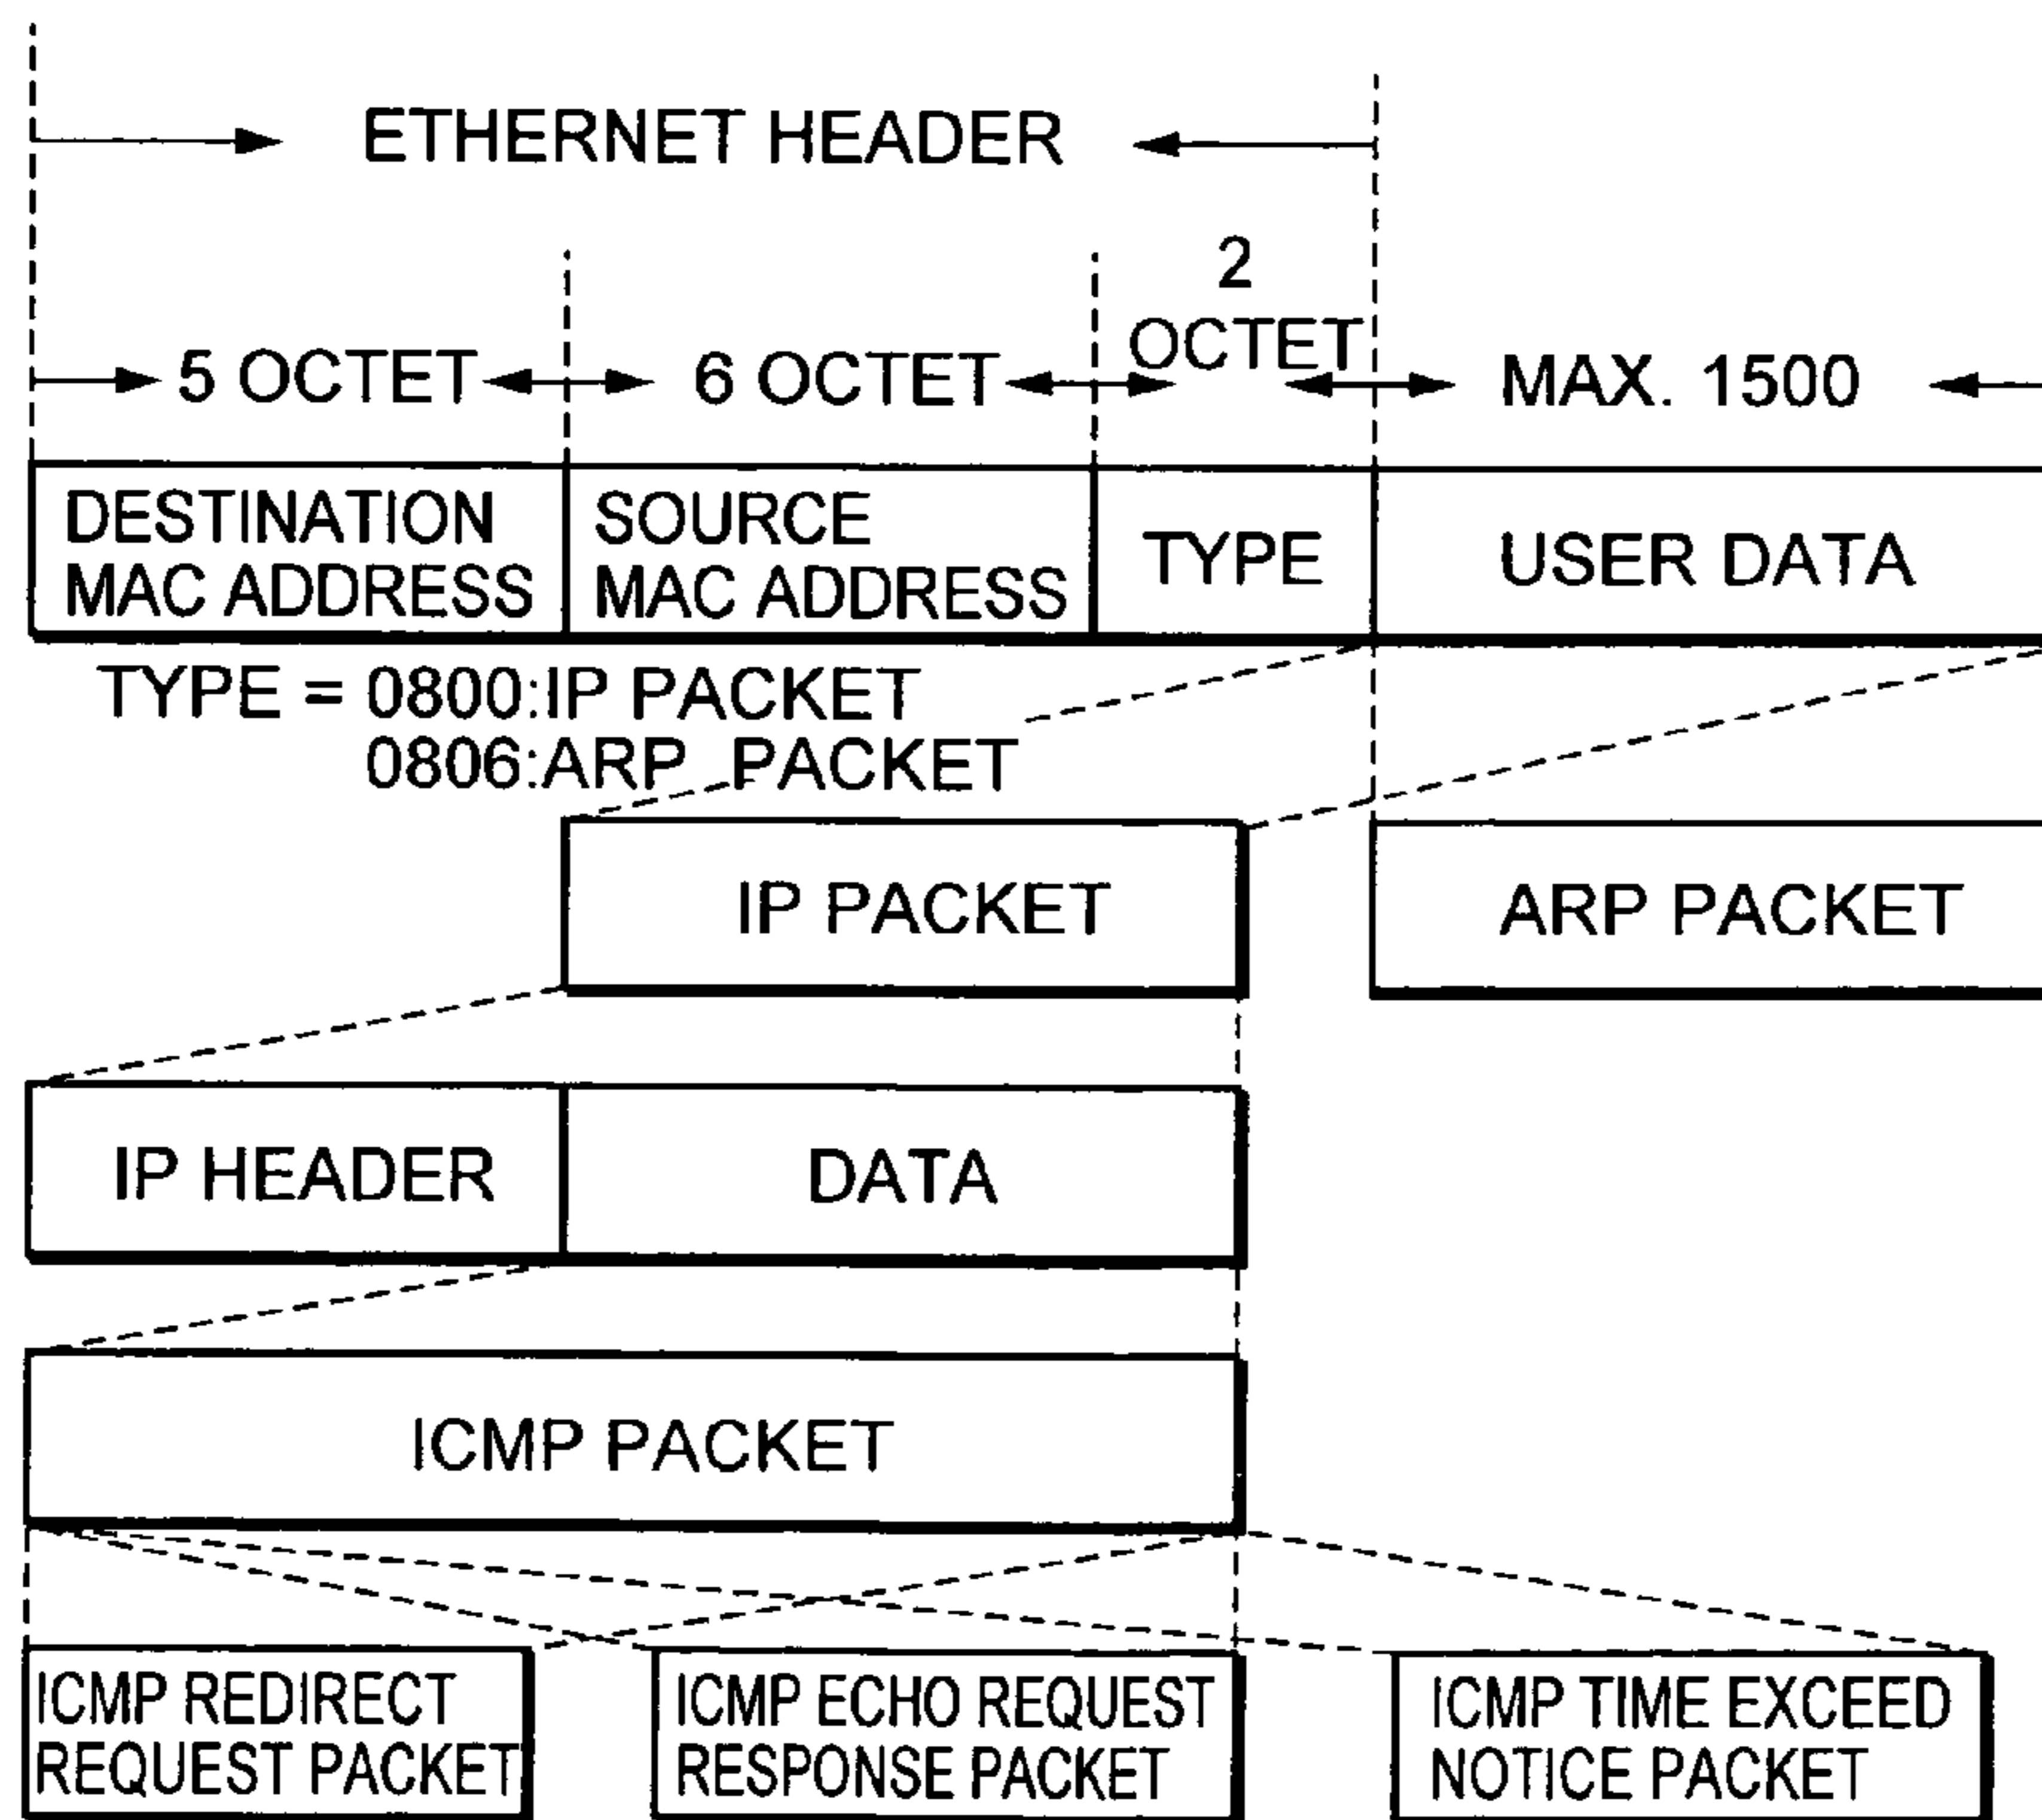 ETHERNET HEADER
2
OCTET
5 OCTET
6 OCTET
MAX. 1500
DESTINATION
MAC ADDRESS
SOURCE
MAC ADDRESS
TYPE
USER DATA
TYPE = 0800:IP PACKET
0806:ARP PACKET
IP PACKET
ARP PACKET
IP HEADER
DATA
ICMP PACKET
ICMP REDIRECT
REQUEST PACKET
ICMP ECHO REQUEST
RESPONSE PACKET
ICMP TIME EXCEED
NOTICE PACKET